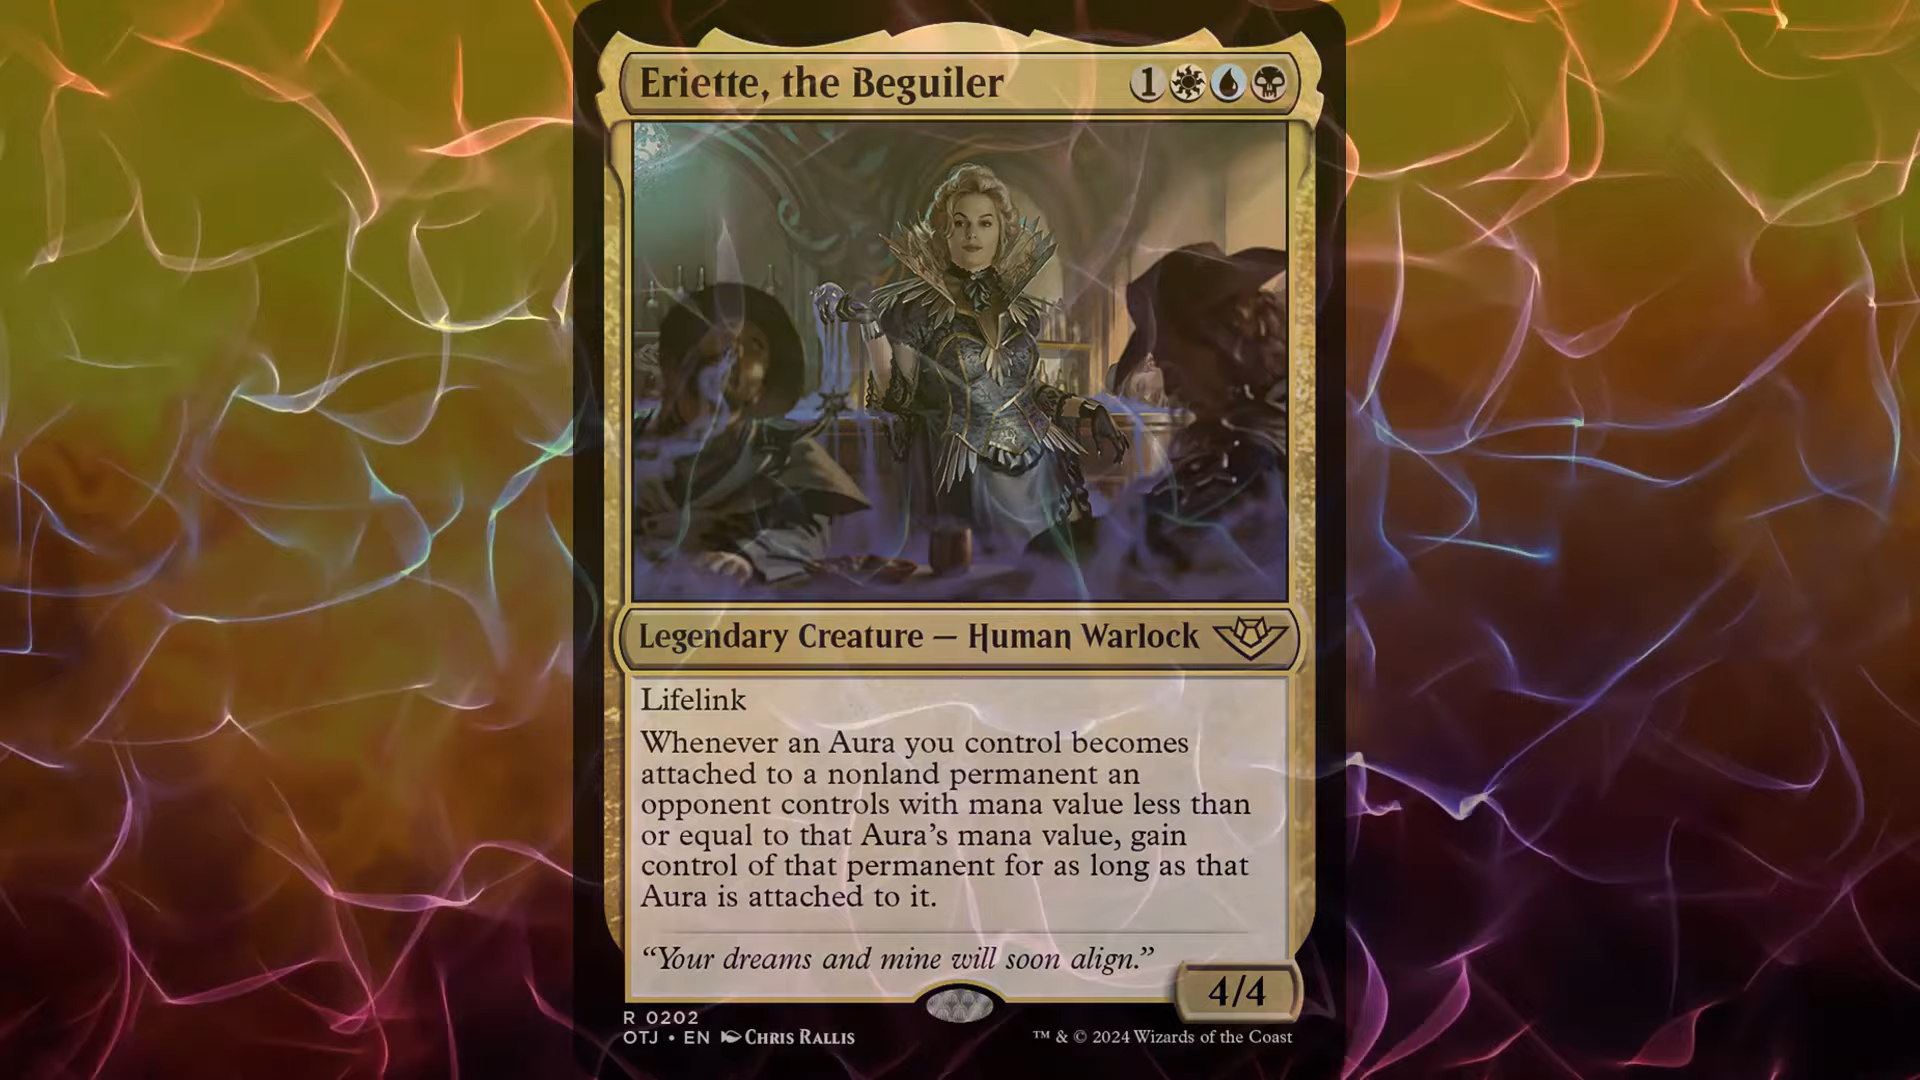 Eriette, the Beguiler 1
Legendary Creature — Human Warlock
Lifelink
Whenever an Aura you control becomes
attached to a nonland permanent an
opponent controls with mana value less than
or equal to that Aura's mana value, gain
control of that permanent for as long as that
Aura is attached to it.
“Your dreams and mine will soon align.”
4/4
R 0202
OTJ • EN Chris Rallis
™ & © 2024 Wizards of the Coast